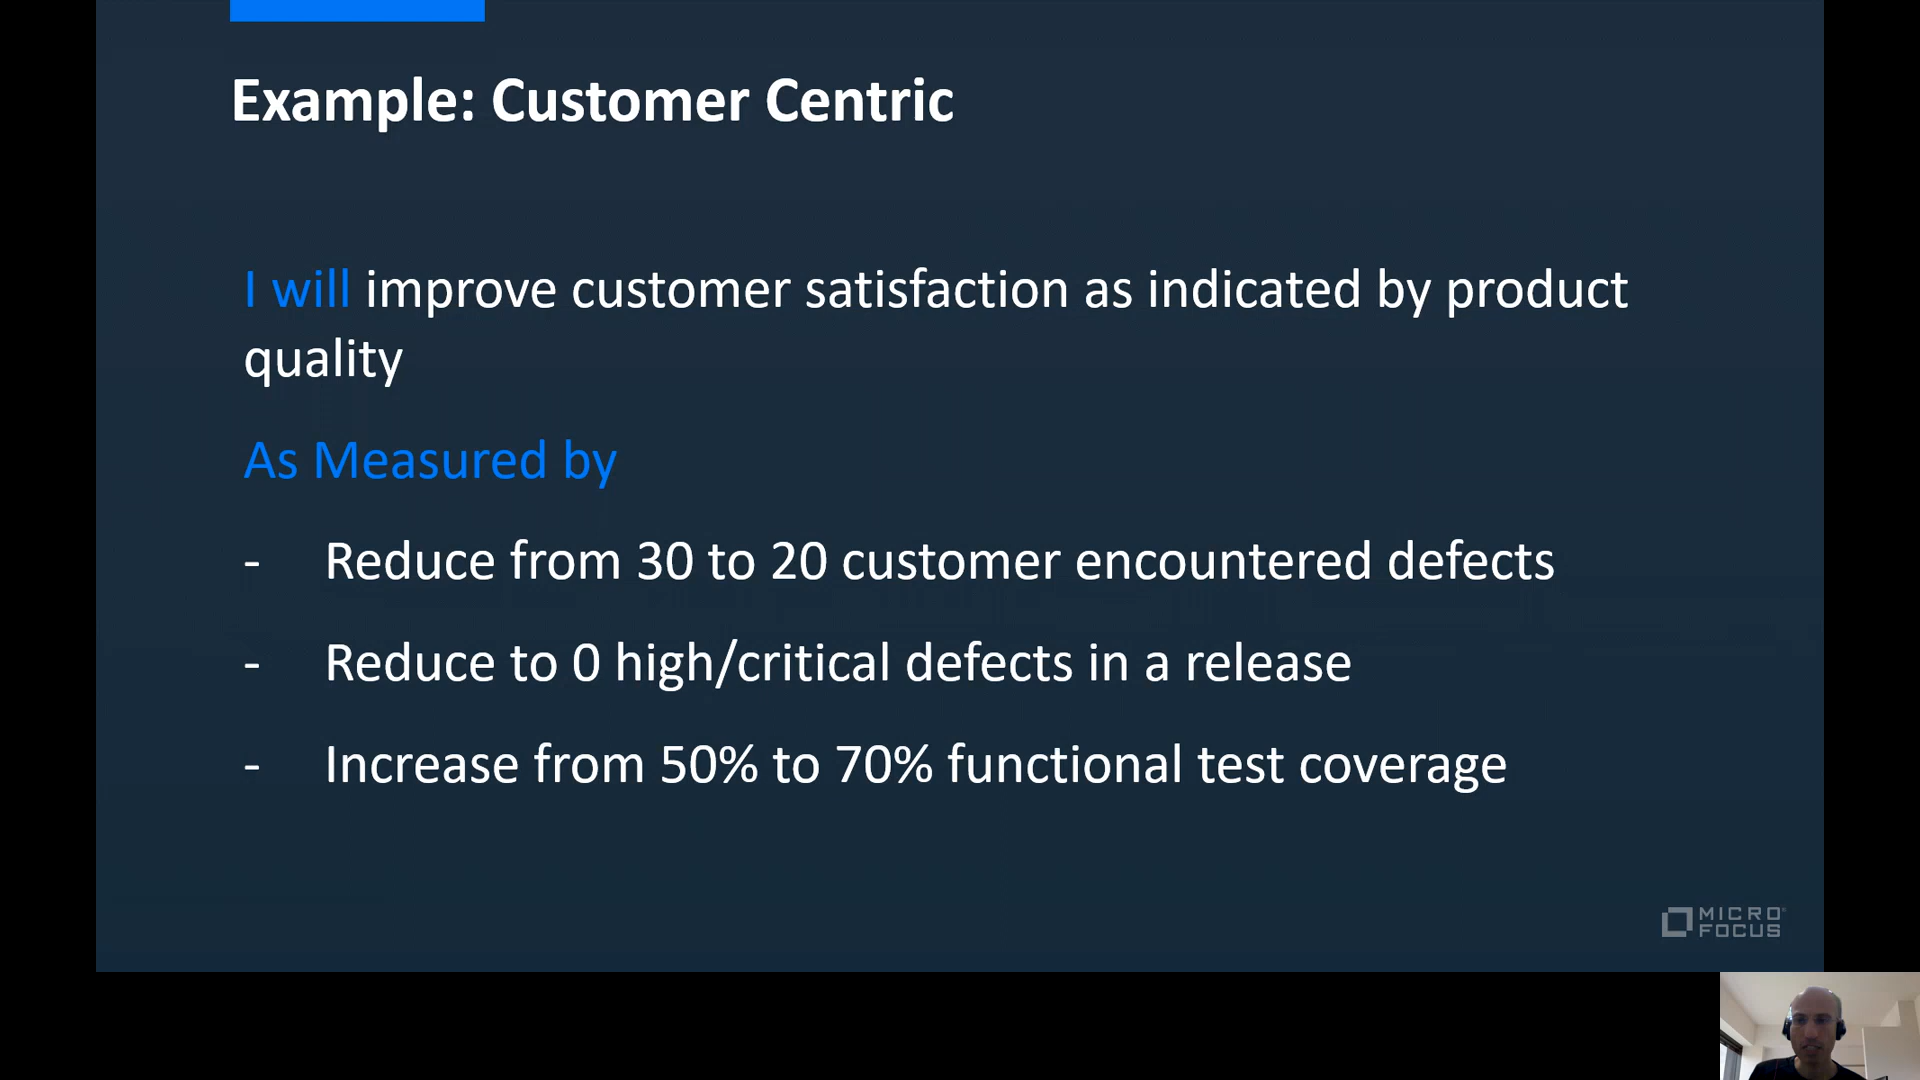 Example: Customer Centric
I will improve customer satisfaction as indicated by product
quality
As Measured by
- Reduce from 30 to 20 customer encountered defects
- Reduce to 0 high/critical defects in a release
- Increase from 50% to 70% functional test coverage
MICRO
FOCUS